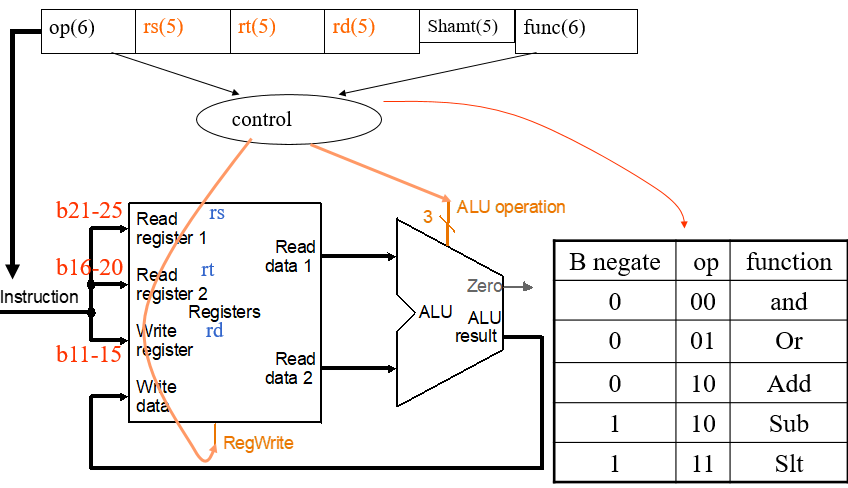 op(6) rs(5) rt(5) rd(5) Shamt(5) func(6)
control
b21-25
Read
register 1
rs
b16-20
Read
register 2
rt
Instruction
Registers
Write
register
rd
b11-15
Write
data
Read
data 1
Read
data 2
RegWrite
3
ALU operation
Zero
ALU
ALU
result
B negate op function
0 00 and
0 01 Or
0 10 Add
1 10 Sub
1 11 Slt